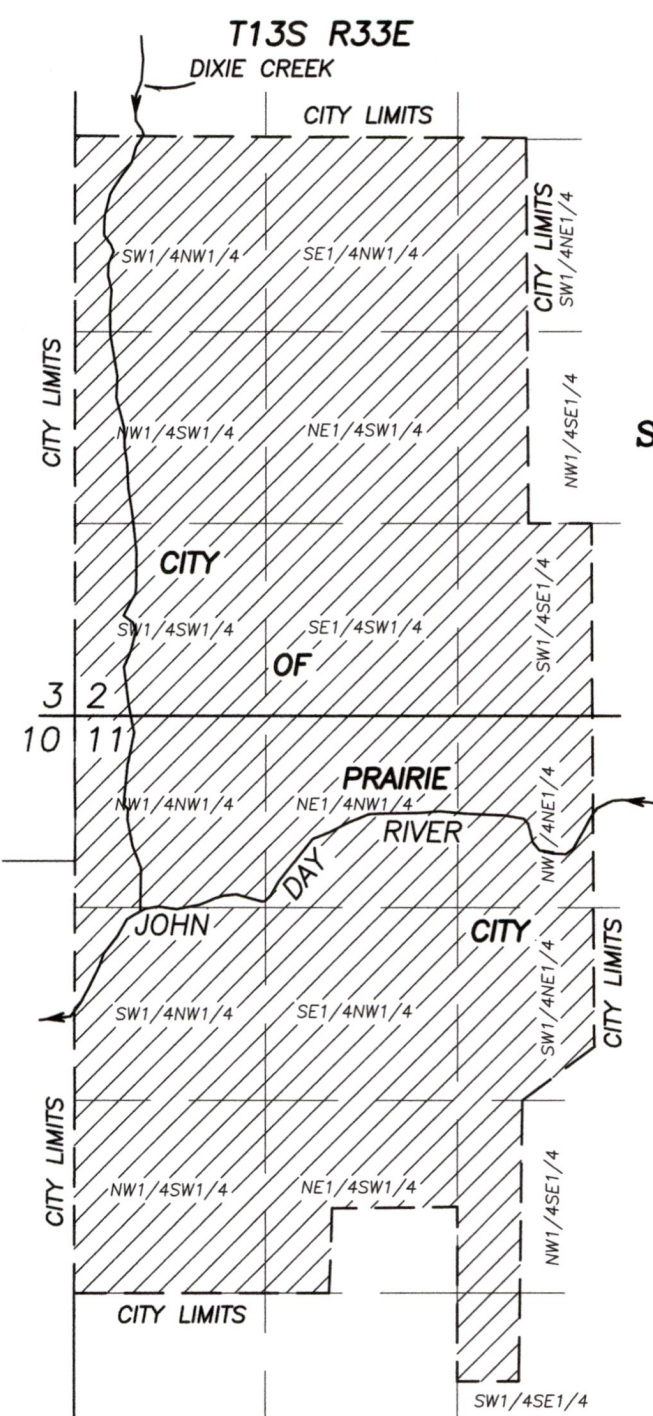 T13S R33E
DIXIE CREEK
CITY LIMITS
CITY LIMITS
SW1/4NE1/4
SW1/4NW1/4
SE1/4NW1/4
CITY LIMITS
NW1/4SE1/4
NW1/4SW1/4
NE1/4SW1/4
S
CITY
SW1/4SE1/4
SW1/4SW1/4
SE1/4SW1/4
OF
3 2
10 11
PRAIRIE
NW1/4NW1/4
NE1/4NW1/4
NW1/4NE1/4
RIVER
DAY
JOHN
CITY
SW1/4NE1/4
CITY LIMITS
SW1/4NW1/4
SE1/4NW1/4
CITY LIMITS
NW1/4SW1/4
NE1/4SW1/4
NW1/4SE1/4
CITY LIMITS
SW1/4SE1/4